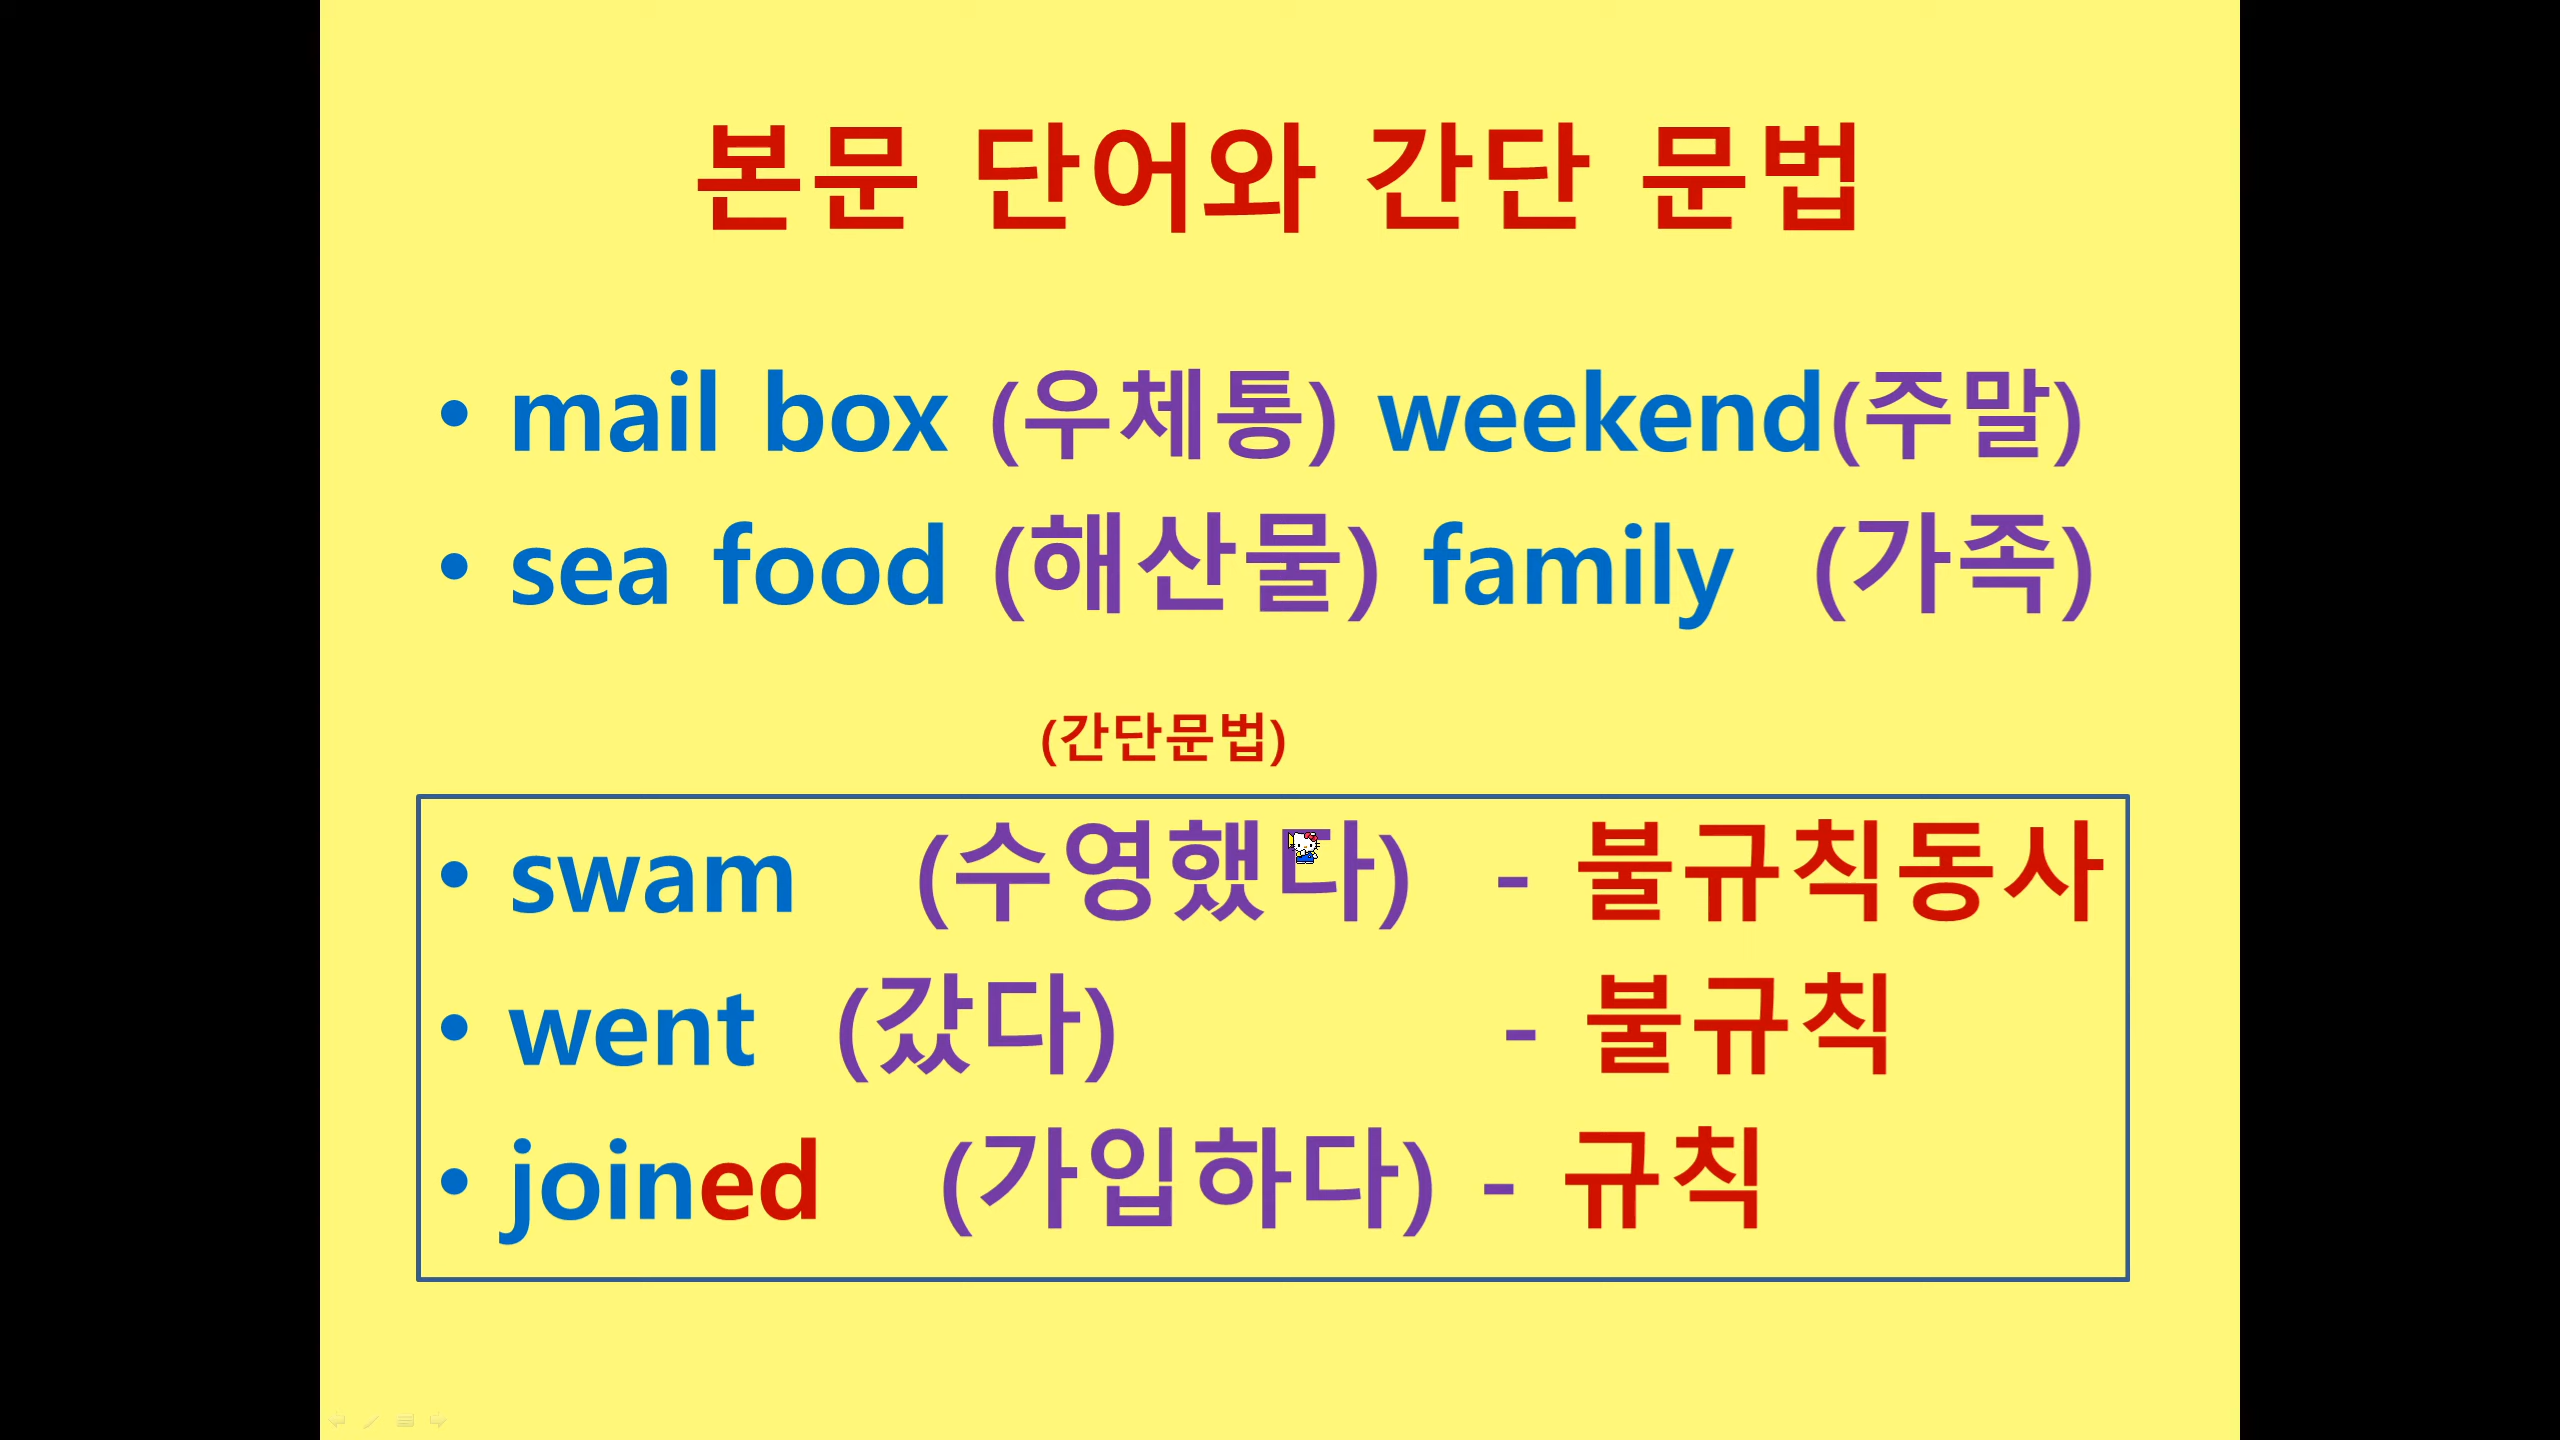 본문 단어와 간단 문법
• mail box (우체통) weekend(주말)
• sea food (해산물) family (가족)
(간단문법)
• swam (수영했다) - 불규칙동사
• went (갔다) - 불규칙
• joined (가입하다) - 규칙